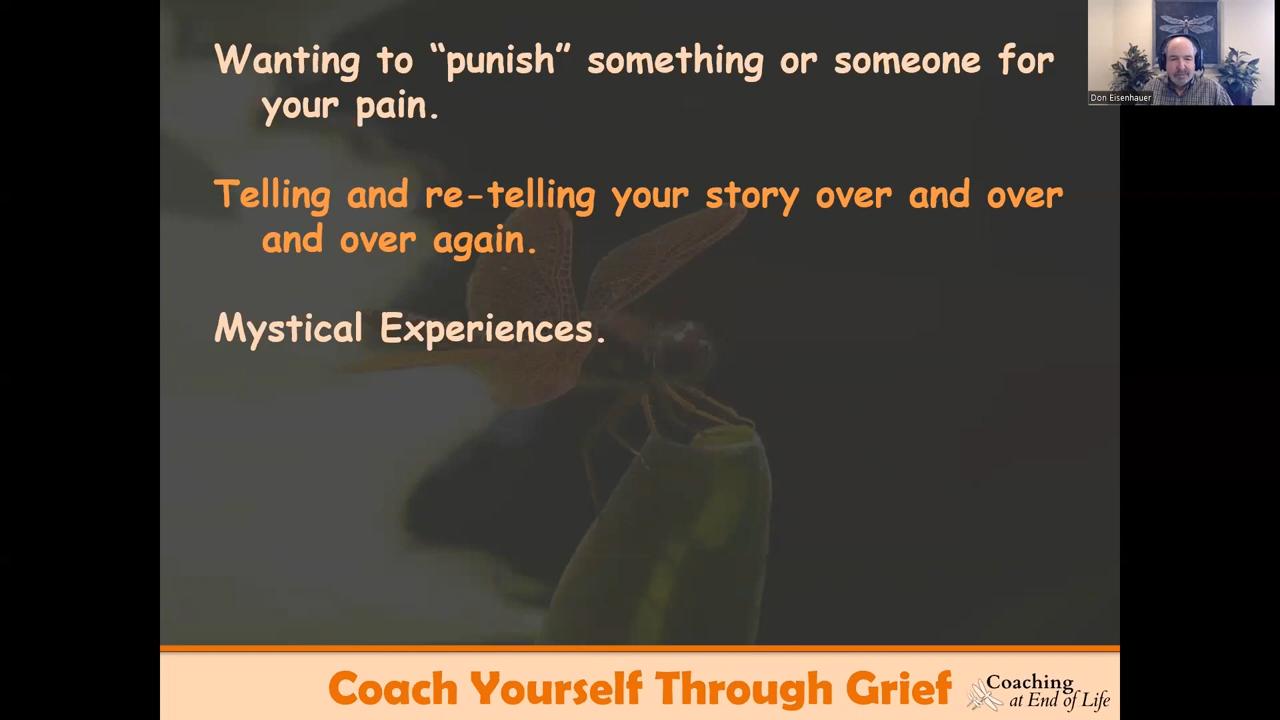 Wanting to “punish” something or someone for
your pain.
Telling and re-telling your story over and over
and over again.
Mystical Experiences.
Don Eisenhauer
Coach Yourself Through Grief
Coaching
at End of Life